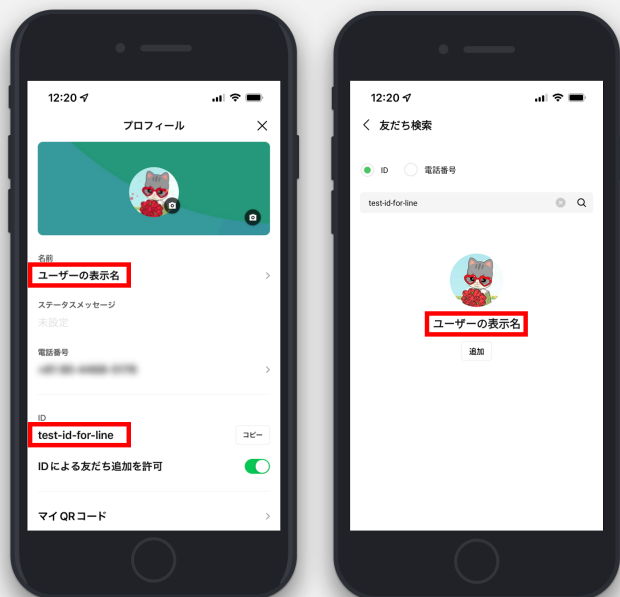 12:20
プロフィール
名前
ユーザーの表示名
ステータスメッセージ
未設定
電話番号
ID
test-id-for-line
コピー
IDによる友だち追加を許可
マイQRコード
12:20
友だち検索
ID
電話番号
test-id-for-line
ユーザーの表示名
追加